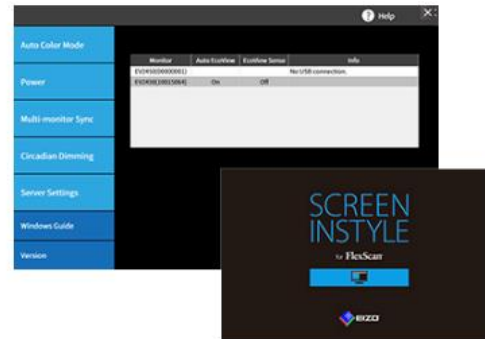 Help
Auto Color Mode
Power
Multi-monitor Sync
Circadian Dimming
Server Settings
Windows Guide
Version
Monitor Auto EcoView EcoView Sense Info
No USB connection.
On Off
SCREEN
INSTYLE
for FlexScan
EIZO